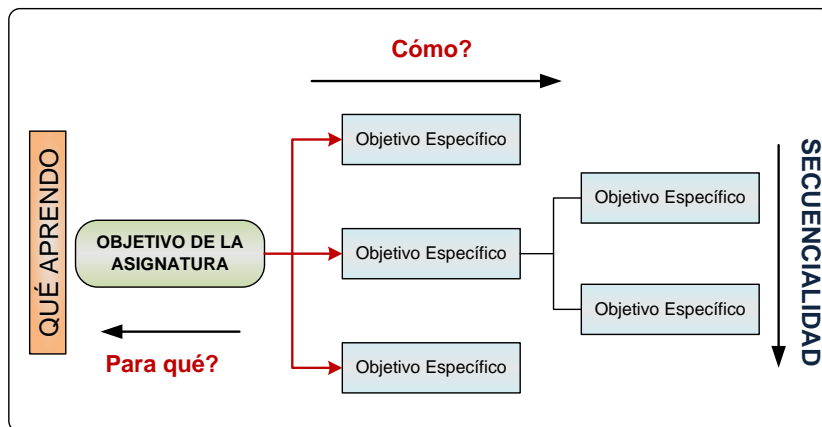 Cómo?
QUÉ APRENDO
OBJETIVO DE LA
ASIGNATURA
Para qué?
Objetivo Específico
Objetivo Específico
Objetivo Específico
Objetivo Específico
Objetivo Específico
SECUENCIALIDAD